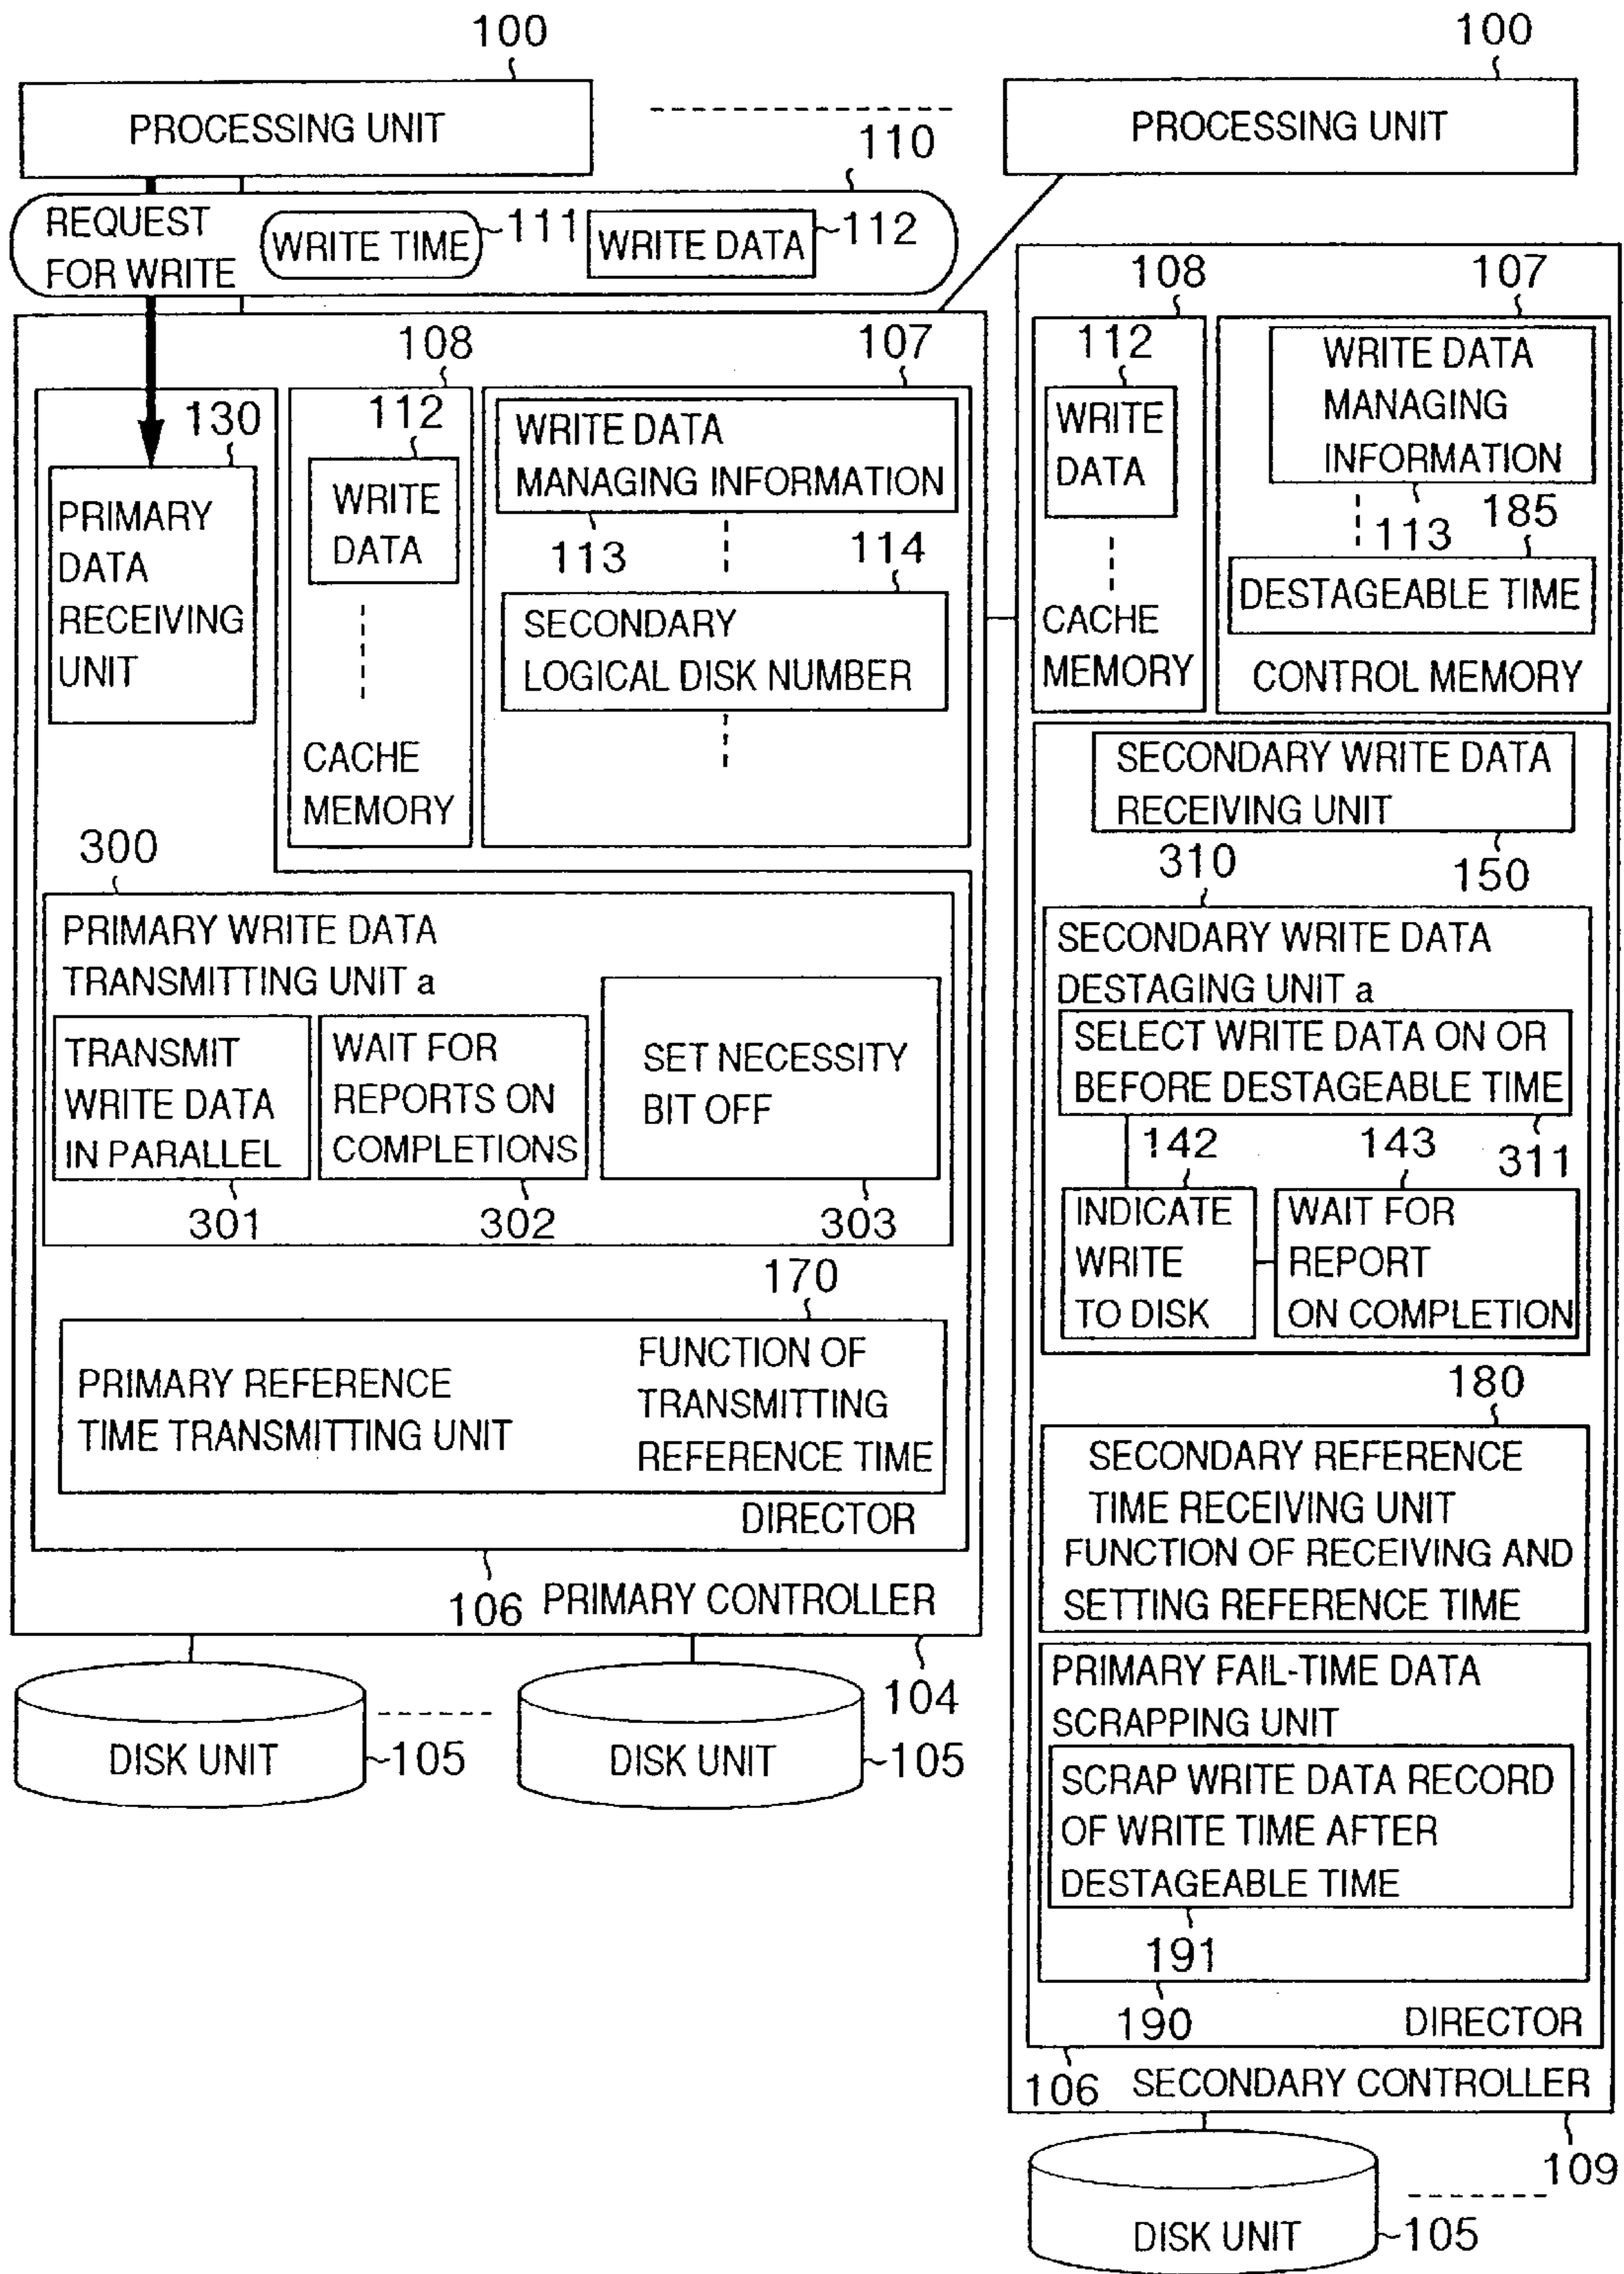 100
100
PROCESSING UNIT
PROCESSING UNIT
110
REQUEST
FOR WRITE
WRITE TIME
111
WRITE DATA
112
108
107
130
PRIMARY
DATA
RECEIVING
UNIT
112
WRITE
DATA
CACHE
MEMORY
WRITE DATA
MANAGING INFORMATION
113
114
SECONDARY
LOGICAL DISK NUMBER
300
PRIMARY WRITE DATA
TRANSMITTING UNIT a
TRANSMIT
WRITE DATA
IN PARALLEL
301
WAIT FOR
REPORTS ON
COMPLETIONS
302
SET NECESSITY
BIT OFF
303
170
PRIMARY REFERENCE
TIME TRANSMITTING UNIT
FUNCTION OF
TRANSMITTING
REFERENCE TIME
DIRECTOR
106
PRIMARY CONTROLLER
104
DISK UNIT
105
DISK UNIT
105
108
107
112
WRITE
DATA
CACHE
MEMORY
WRITE DATA
MANAGING
INFORMATION
113
185
DESTAGEABLE TIME
CONTROL MEMORY
SECONDARY WRITE DATA
RECEIVING UNIT
150
310
SECONDARY WRITE DATA
DESTAGING UNIT a
SELECT WRITE DATA ON OR
BEFORE DESTAGEABLE TIME
311
142
143
INDICATE
WRITE
TO DISK
WAIT FOR
REPORT
ON COMPLETION
180
SECONDARY REFERENCE
TIME RECEIVING UNIT
FUNCTION OF RECEIVING AND
SETTING REFERENCE TIME
PRIMARY FAIL-TIME DATA
SCRAPPING UNIT
SCRAP WRITE DATA RECORD
OF WRITE TIME AFTER
DESTAGEABLE TIME
191
190
DIRECTOR
106
SECONDARY CONTROLLER
109
DISK UNIT
105